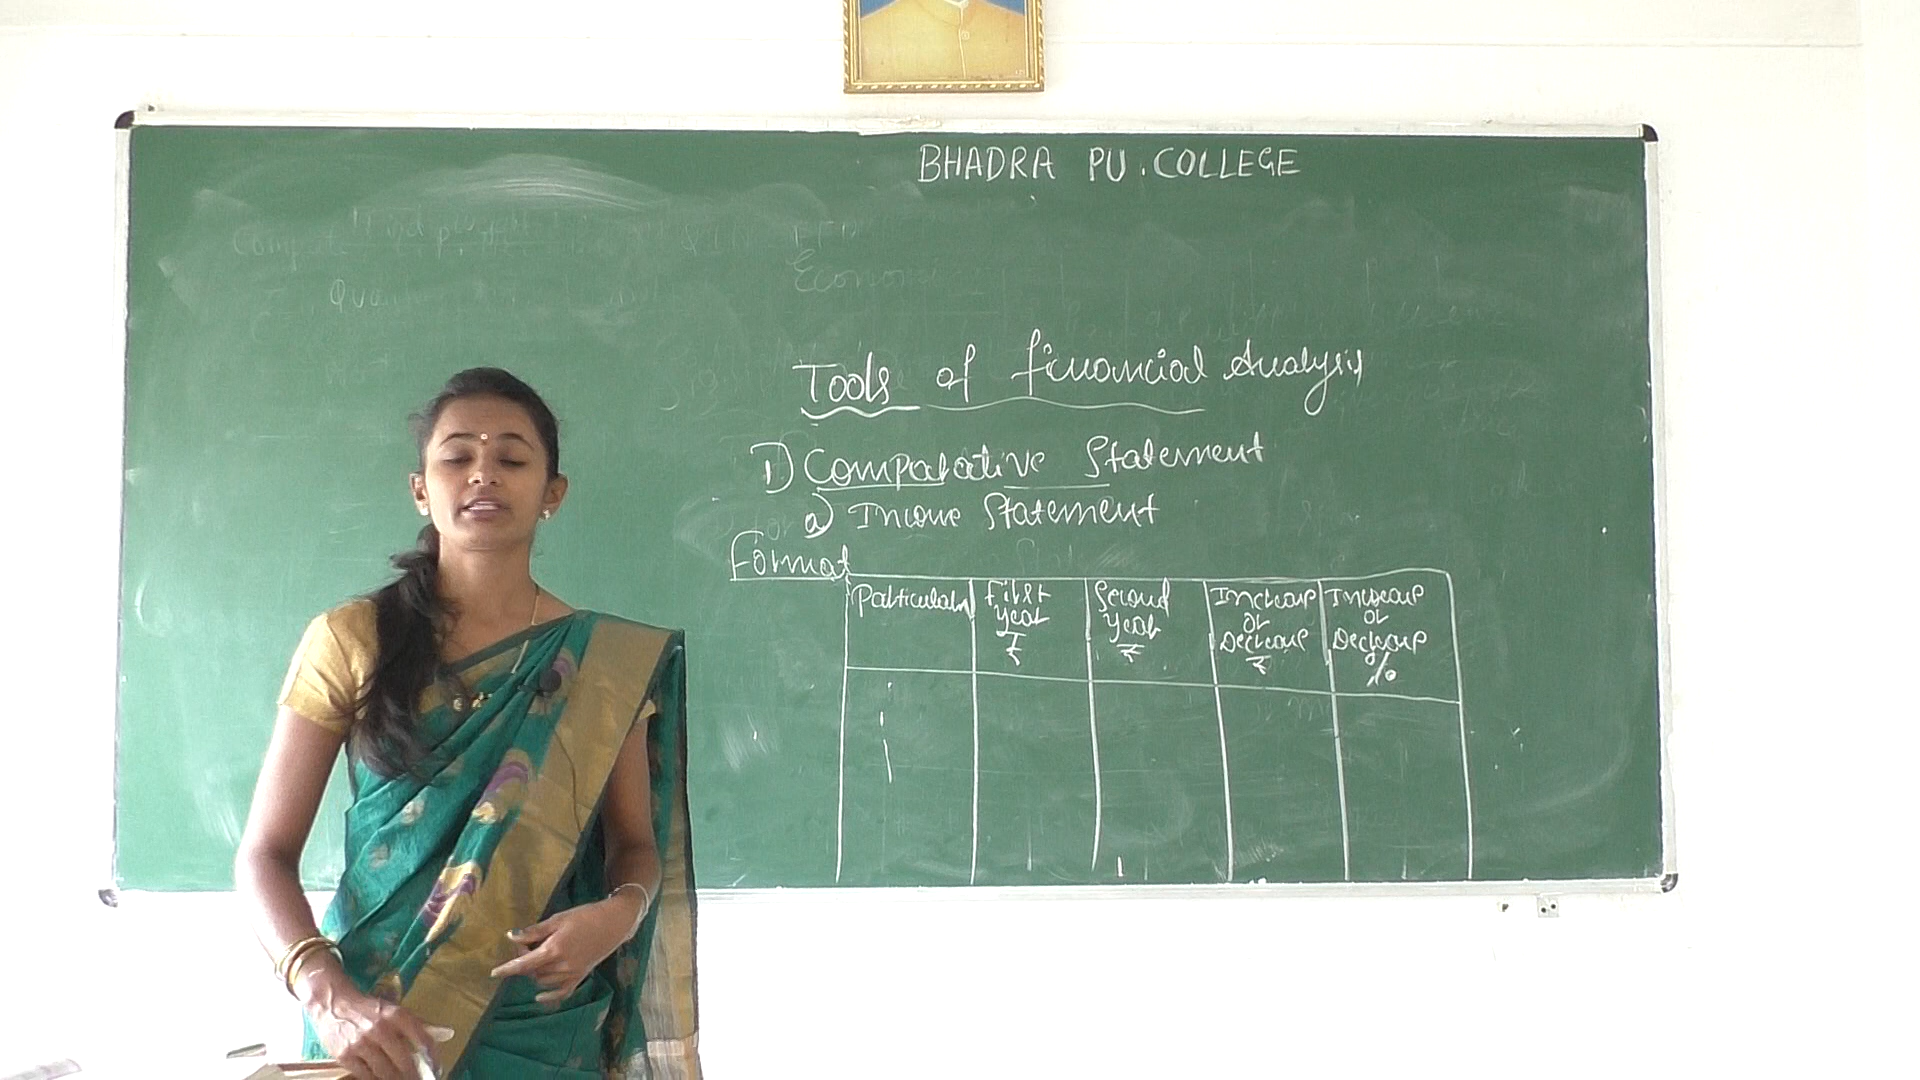 BHADRA PU. COLLEGE
Tools of financial Analysis
1) Comparative Statement
a) Income Statement
Format
Particulars
First
year
₹
Second
year
₹
Increase
or
Decrease
₹
Increase
or
Decrease
%
Economi